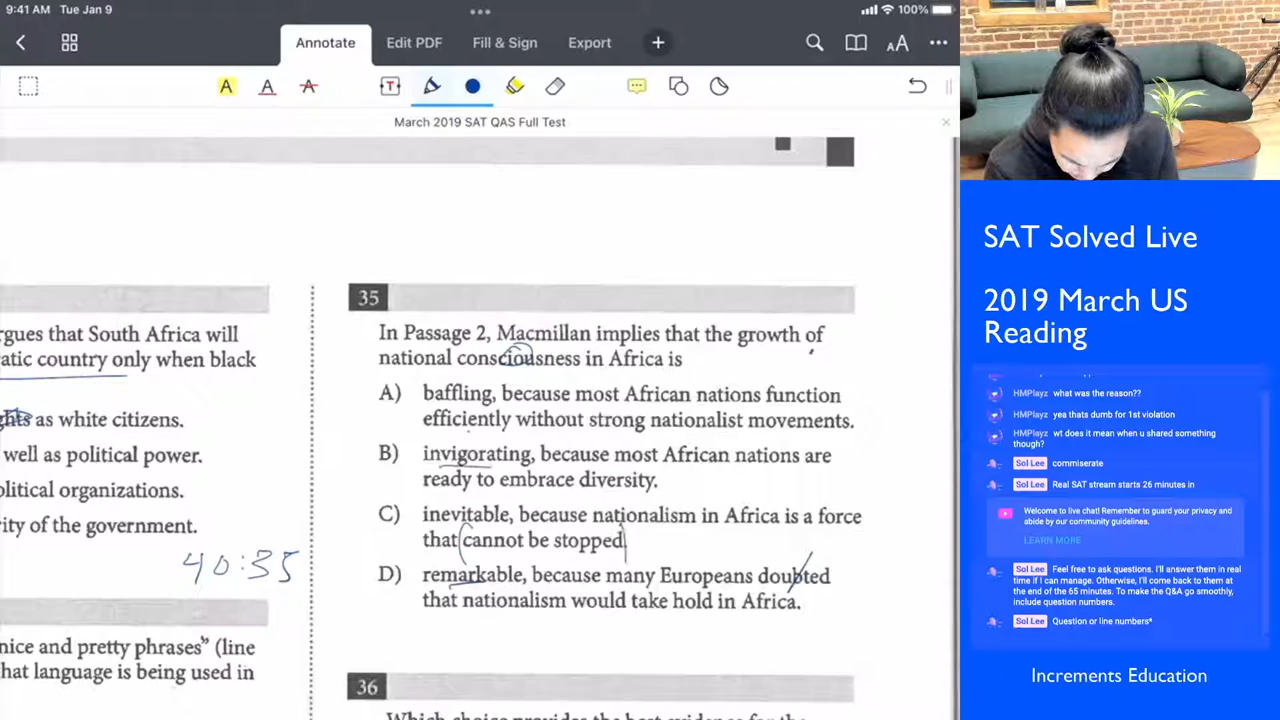 9:41 AM Tue Jan 9
100%
Annotate
Edit PDF
Fill & Sign
Export
March 2019 SAT QAS Full Test
rgues that South Africa will
atic country only when black
ghts as white citizens.
well as political power.
olitical organizations.
rity of the government.
40:35
nice and pretty phrases” (line
hat language is being used in
35
In Passage 2, Macmillan implies that the growth of
national consciousness in Africa is
A) baffling, because most African nations function
efficiently without strong nationalist movements.
B) invigorating, because most African nations are
ready to embrace diversity.
C) inevitable, because nationalism in Africa is a force
that cannot be stopped.
D) remarkable, because many Europeans doubted
that nationalism would take hold in Africa.
36
Which choice provides the best evidence for the
SAT Solved Live
2019 March US
Reading
HMPlayz what was the reason??
HMPlayz yea thats dumb for 1st violation
HMPlayz wt does it mean when u shared something
though?
Sol Lee commiserate
Sol Lee Real SAT stream starts 26 minutes in
Welcome to live chat! Remember to guard your privacy and
abide by our community guidelines.
LEARN MORE
Sol Lee Feel free to ask questions. I'll answer them in real
time if I can manage. Otherwise, I'll come back to them at
the end of the 65 minutes. To make the Q&A go smoothly,
include question numbers.
Sol Lee Question or line numbers*
Increments Education